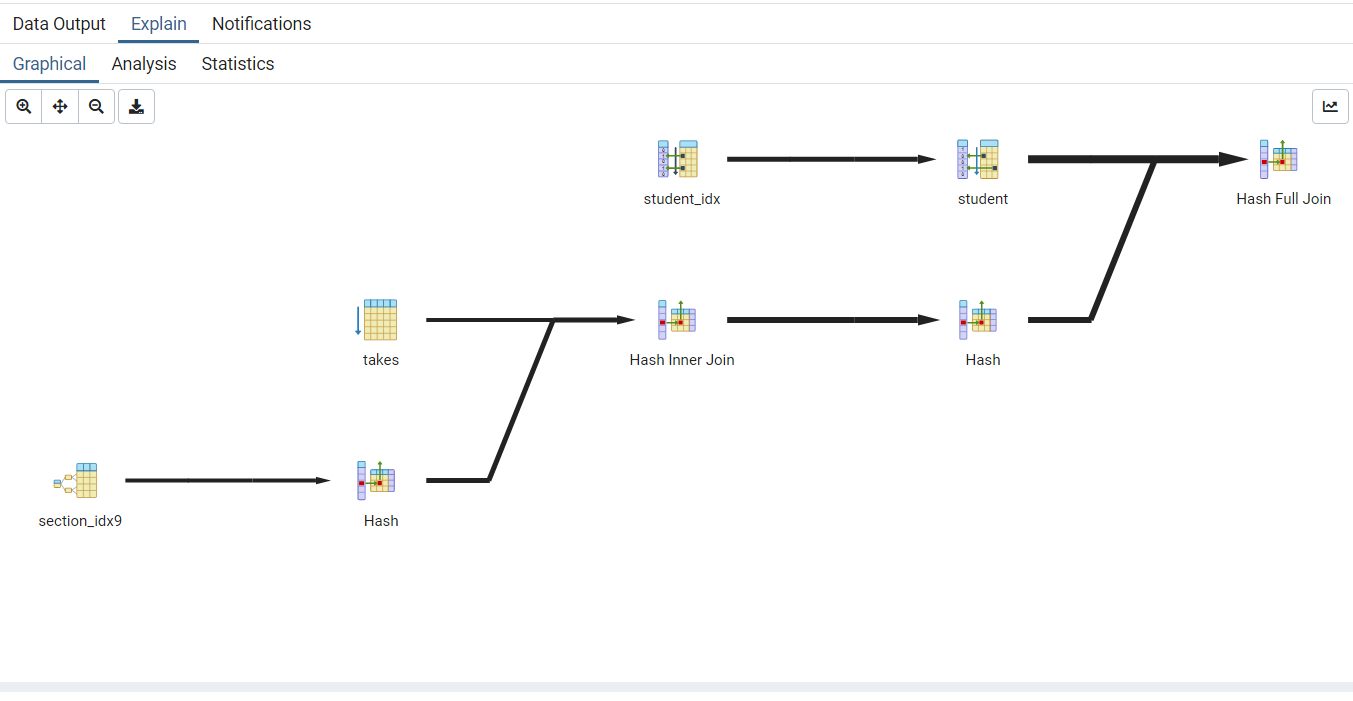 Data Output Explain Notifications
Graphical Analysis Statistics
student_idx student Hash Full Join
takes Hash Inner Join Hash
section_idx9 Hash